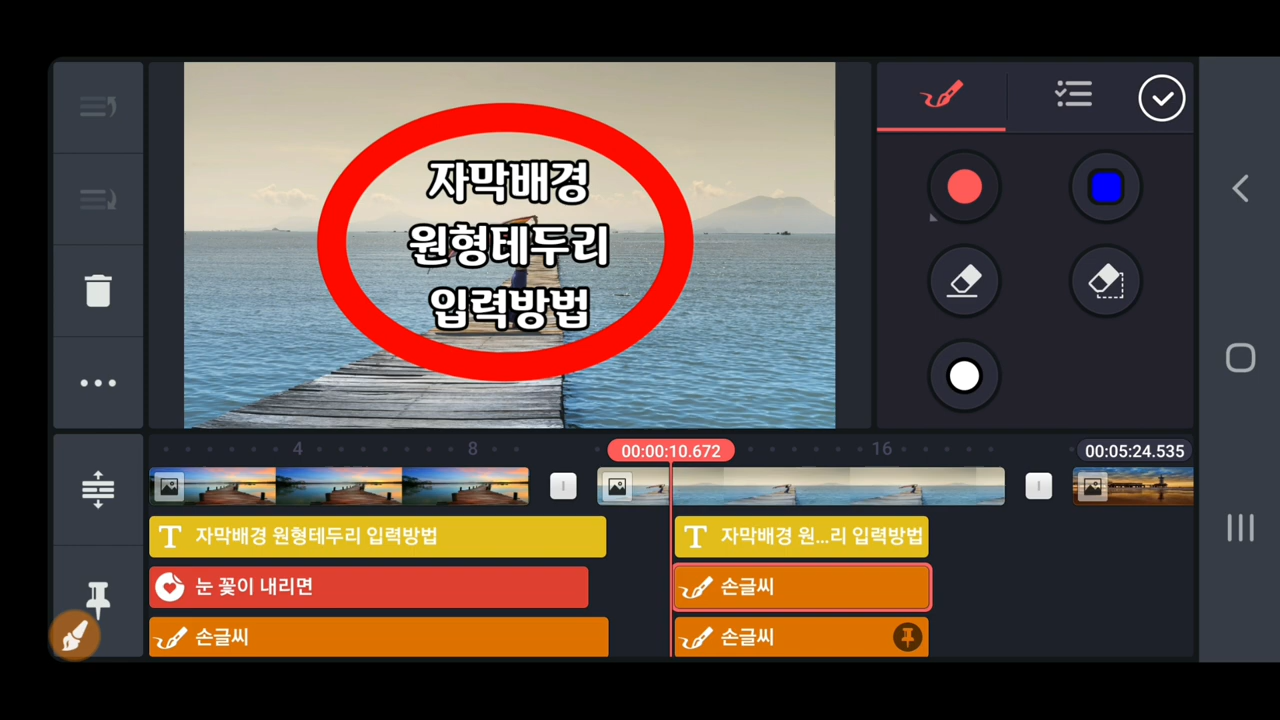 자막배경
원형테두리
입력방법
4
8
00:00:10.672
16
00:05:24.535
T 자막배경 원형테두리 입력방법
T 자막배경 원...리 입력방법
눈 꽃이 내리면
손글씨
손글씨
손글씨